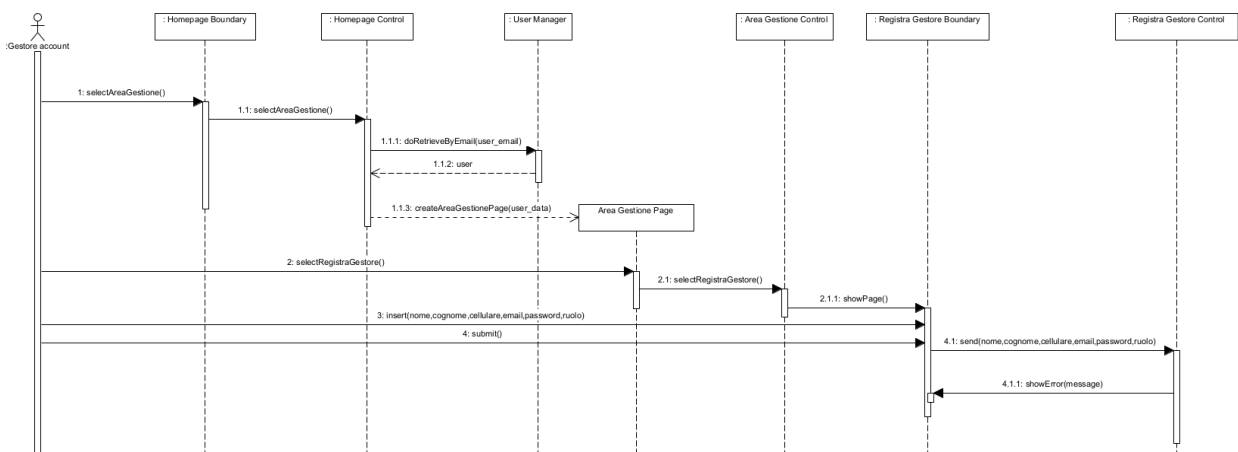 : Homepage Boundary
: Homepage Control
: User Manager
: Area Gestione Control
: Registra Gestore Boundary
: Registra Gestore Control
:Gestore account
1: selectAreaGestione()
1.1: selectAreaGestione()
1.1.1: doRetrieveByEmail(user_email)
1.1.2: user
1.1.3: createAreaGestionePage(user_data)
Area Gestione Page
2: selectRegistraGestore()
2.1: selectRegistraGestore()
2.1.1: showPage()
3: insert(nome,cognome,cellulare,email,password,ruolo)
4: submit()
4.1: send(nome,cognome,cellulare,email,password,ruolo)
4.1.1: showError(message)